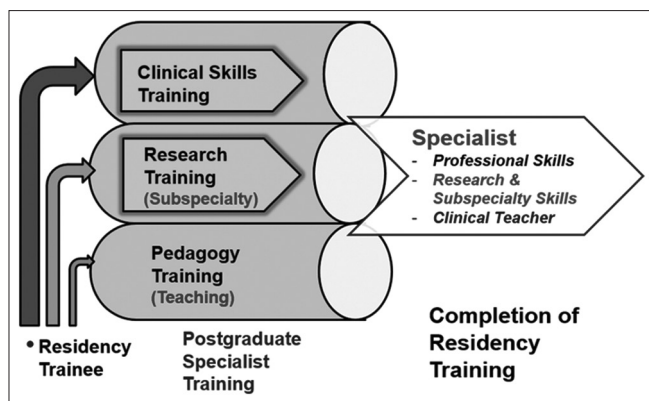 Clinical Skills
Training
Research
Training
(Subspecialty)
Pedagogy
Training
(Teaching)
Specialist
- Professional Skills
- Research &
Subspecialty Skills
- Clinical Teacher
• Residency
Trainee
Postgraduate
Specialist
Training
Completion of
Residency
Training